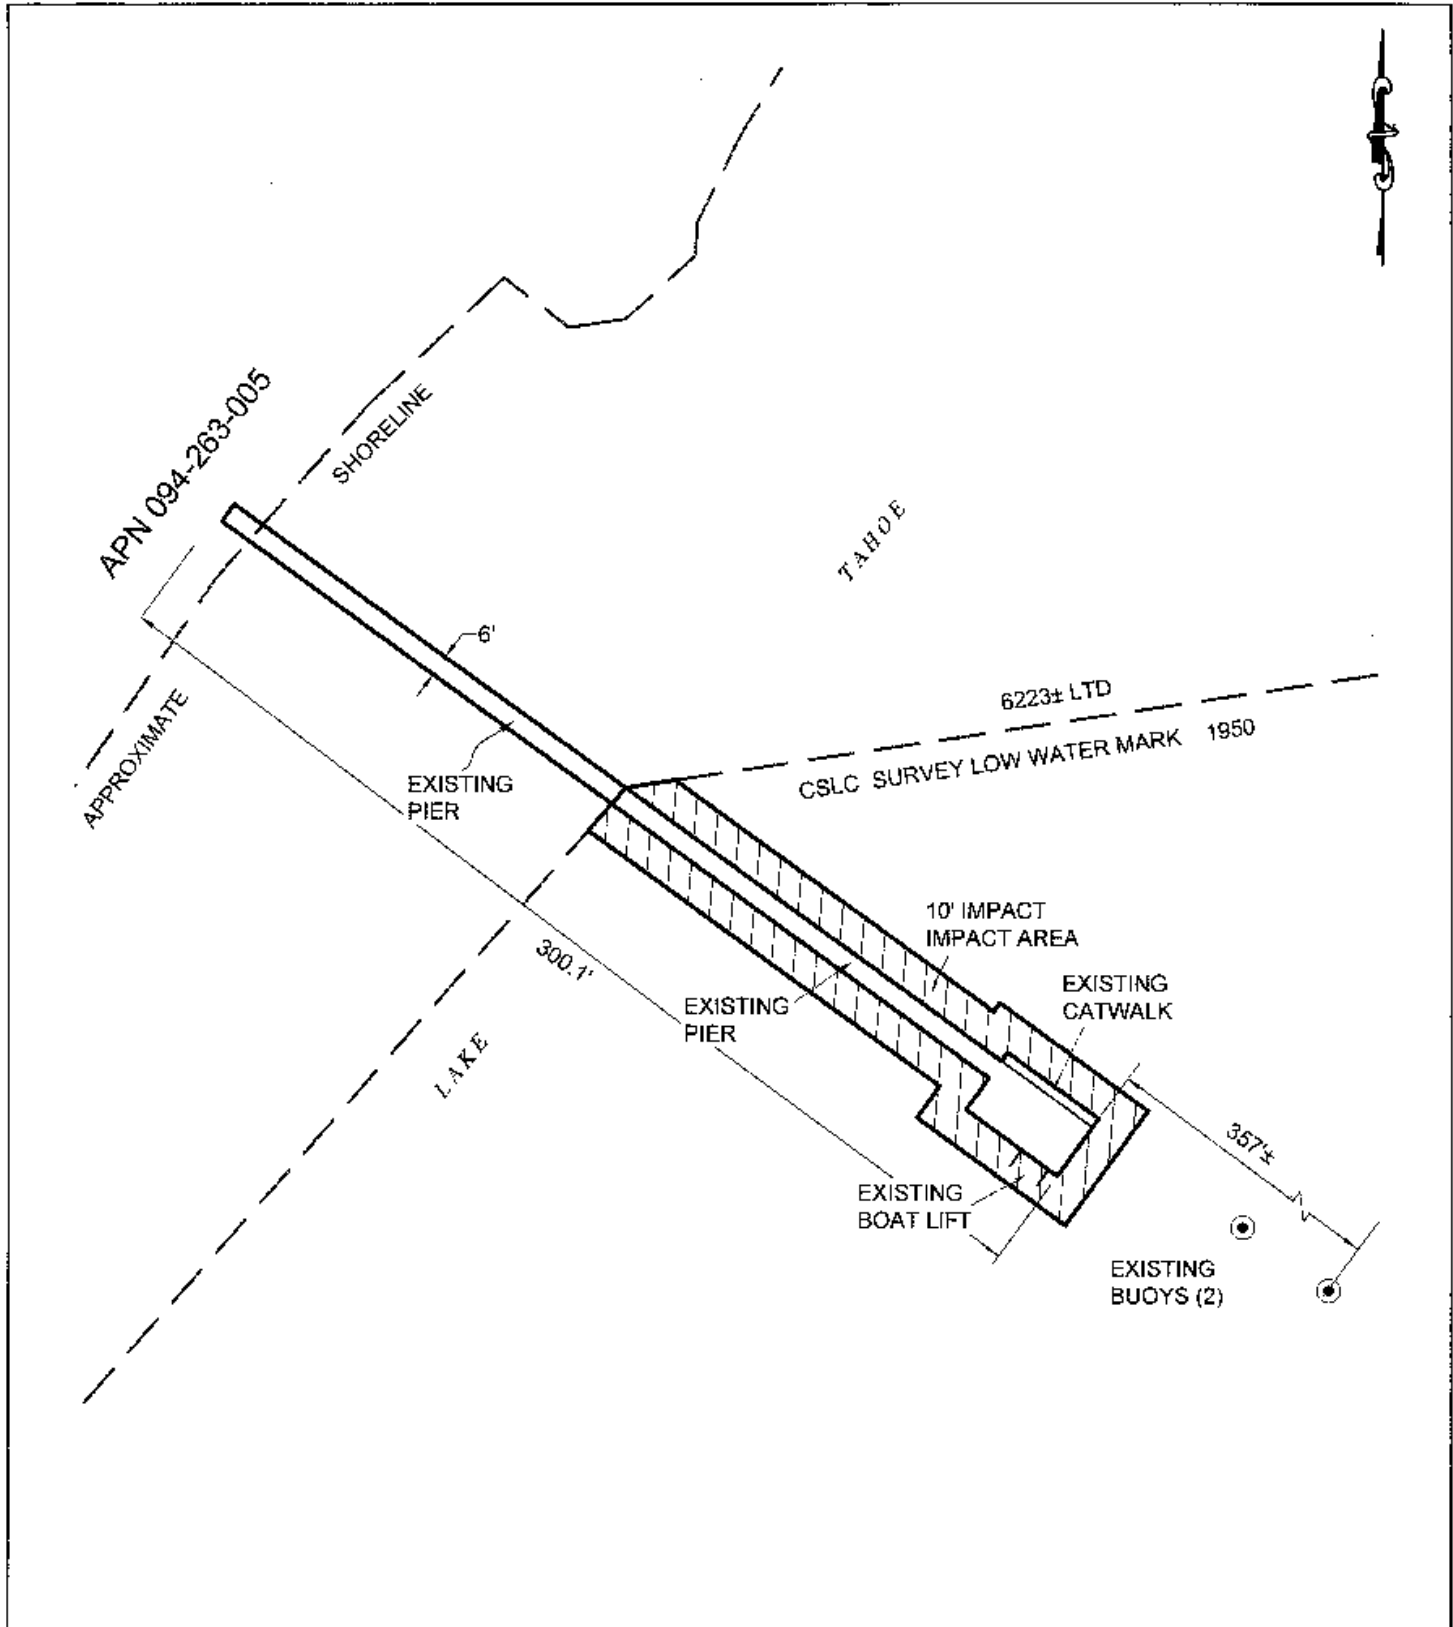 APN 094-263-005
SHORELINE
APPROXIMATE
TAHOE
6'
6223± LTD
CSLC SURVEY LOW WATER MARK 1950
EXISTING
PIER
10' IMPACT
IMPACT AREA
EXISTING
CATWALK
300.1'
EXISTING
PIER
LAKE
357'±
EXISTING
BOAT LIFT
EXISTING
BUOYS (2)